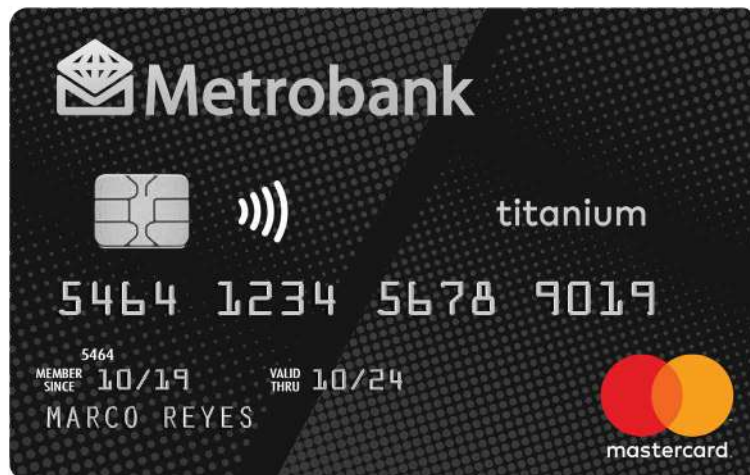 Metrobank
titanium
5464 1234 5678 9019
5464
MEMBER SINCE 10/19 VALID THRU 10/24
MARCO REYES
mastercard